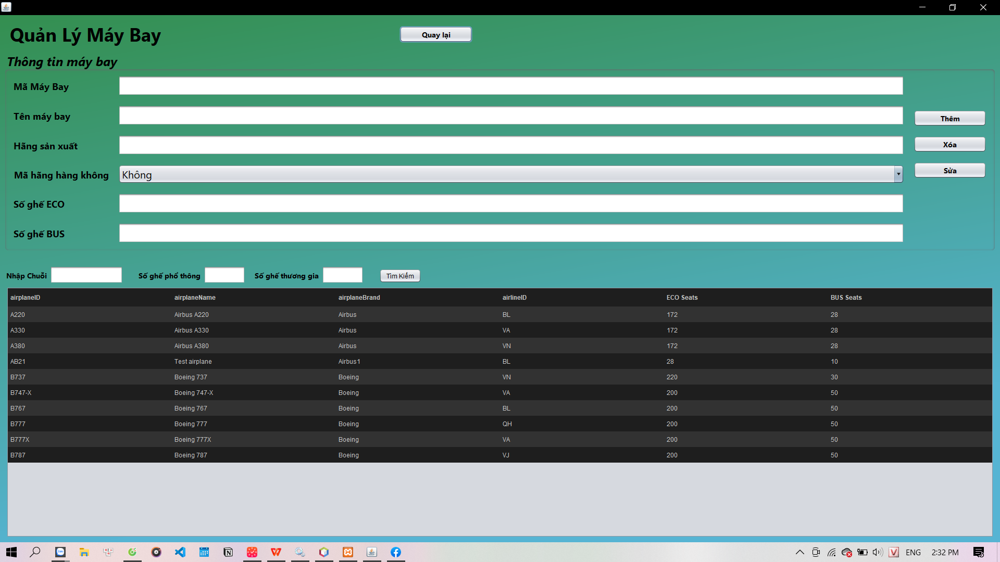 Quản Lý Máy Bay
Quay lại
Thông tin máy bay
Mã Máy Bay
Tên máy bay
Thêm
Hãng sản xuất
Xóa
Mã hãng hàng không
Không
Sửa
Số ghế ECO
Số ghế BUS
Nhập Chuỗi Số ghế phổ thông Số ghế thương gia Tìm Kiếm
airplaneID airplaneName airplaneBrand airlineID ECO Seats BUS Seats
A220 Airbus A220 Airbus BL 172 28
A330 Airbus A330 Airbus VA 172 28
A380 Airbus A380 Airbus VN 172 28
AB21 Test airplane Airbus1 BL 28 10
B737 Boeing 737 Boeing VN 220 30
B747-X Boeing 747-X Boeing VA 200 50
B767 Boeing 767 Boeing BL 200 50
B777 Boeing 777 Boeing QH 200 50
B777X Boeing 777X Boeing VA 200 50
B787 Boeing 787 Boeing VJ 200 50
ENG 2:32 PM